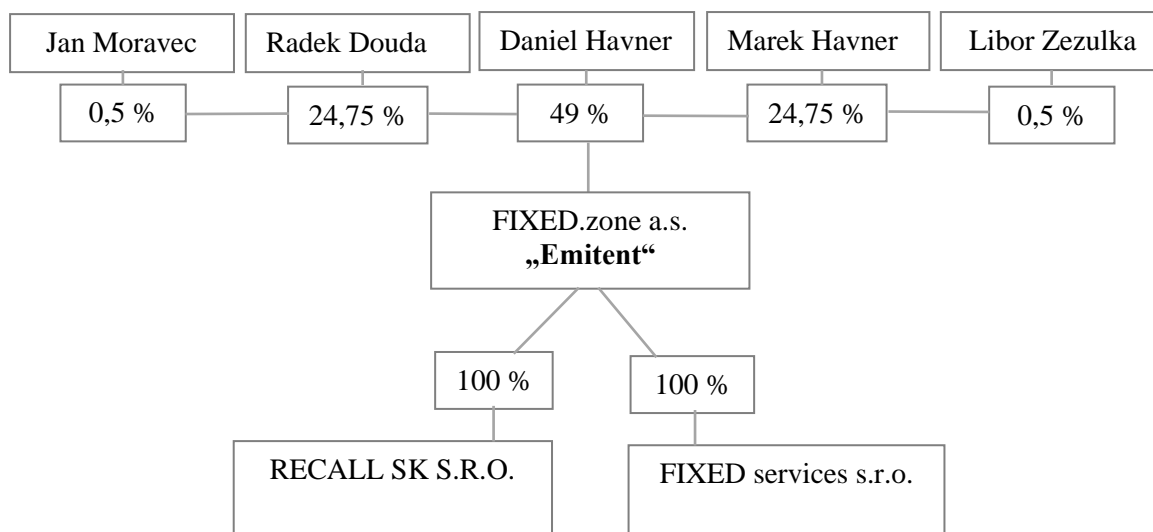 Jan Moravec
Radek Douda
Daniel Havner
Marek Havner
Libor Zezulka
0,5 %
24,75 %
49 %
24,75 %
0,5 %
FIXED.zone a.s.
„Emitent“
100 %
100 %
RECALL SK S.R.O.
FIXED services s.r.o.